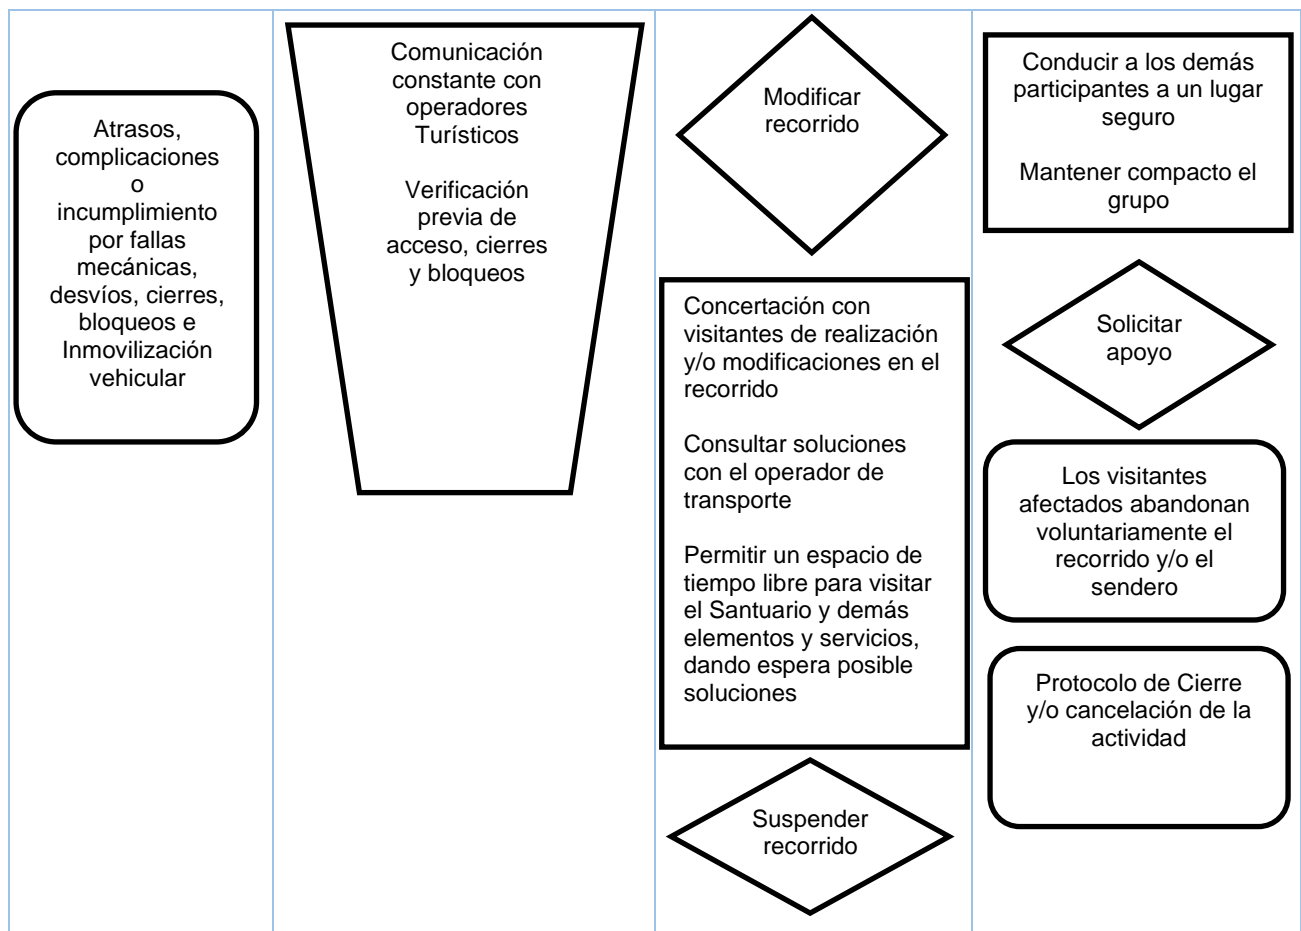 Atrasos,
complicaciones
o
incumplimiento
por fallas
mecánicas,
desvíos, cierres,
bloqueos e
Inmovilización
vehicular
Comunicación
constante con
operadores
Turísticos
Verificación
previa de
acceso, cierres
y bloqueos
Modificar
recorrido
Concertación con
visitantes de realización
y/o modificaciones en el
recorrido
Consultar soluciones
con el operador de
transporte
Permitir un espacio de
tiempo libre para visitar
el Santuario y demás
elementos y servicios,
dando espera posible
soluciones
Suspender
recorrido
Conducir a los demás
participantes a un lugar
seguro
Mantener compacto el
grupo
Solicitar
apoyo
Los visitantes
afectados abandonan
voluntariamente el
recorrido y/o el
sendero
Protocolo de Cierre
y/o cancelación de la
actividad